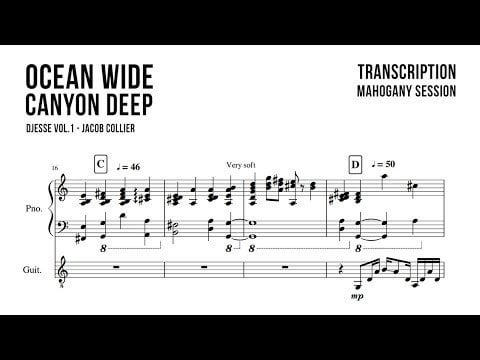 OCEAN WIDE
CANYON DEEP
DJESSE VOL.1 - JACOB COLLIER
TRANSCRIPTION
MAHOGANY SESSION
16
C
♩ = 46
Very soft
D
♩ = 50
Pno.
8
8
8
Guit.
8
mp